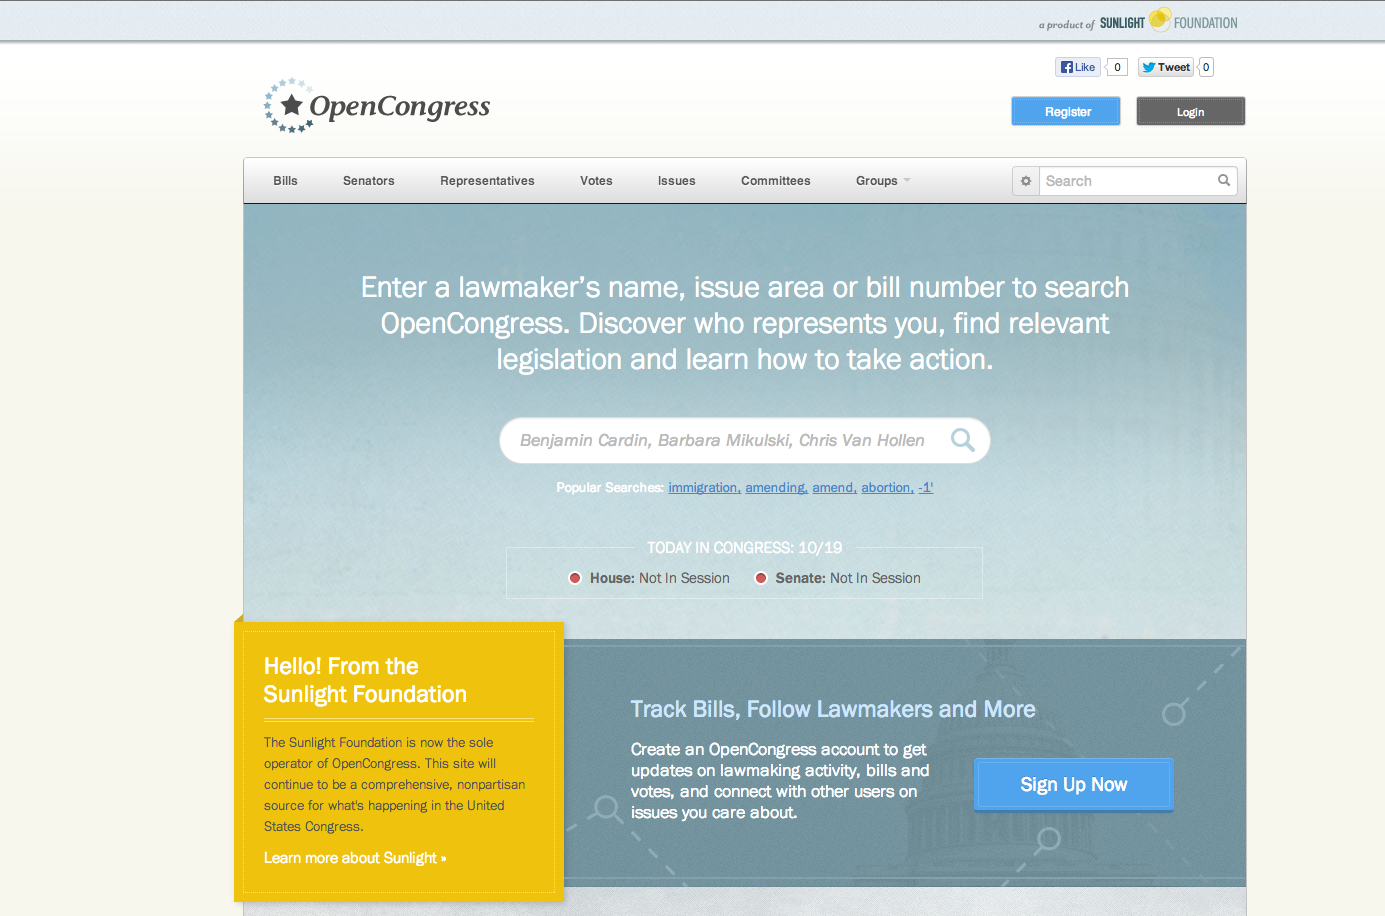 a product of SUNLIGHT FOUNDATION
Like 0 Tweet 0
OpenCongress
Register Login
Bills Senators Representatives Votes Issues Committees Groups Search
Enter a lawmaker’s name, issue area or bill number to search
OpenCongress. Discover who represents you, find relevant
legislation and learn how to take action.
Benjamin Cardin, Barbara Mikulski, Chris Van Hollen
Popular Searches: immigration, amending, amend, abortion, -1'
TODAY IN CONGRESS: 10/19
House: Not In Session Senate: Not In Session
Hello! From the
Sunlight Foundation
The Sunlight Foundation is now the sole
operator of OpenCongress. This site will
continue to be a comprehensive, nonpartisan
source for what's happening in the United
States Congress.
Learn more about Sunlight »
Track Bills, Follow Lawmakers and More
Create an OpenCongress account to get
updates on lawmaking activity, bills and
votes, and connect with other users on
issues you care about.
Sign Up Now